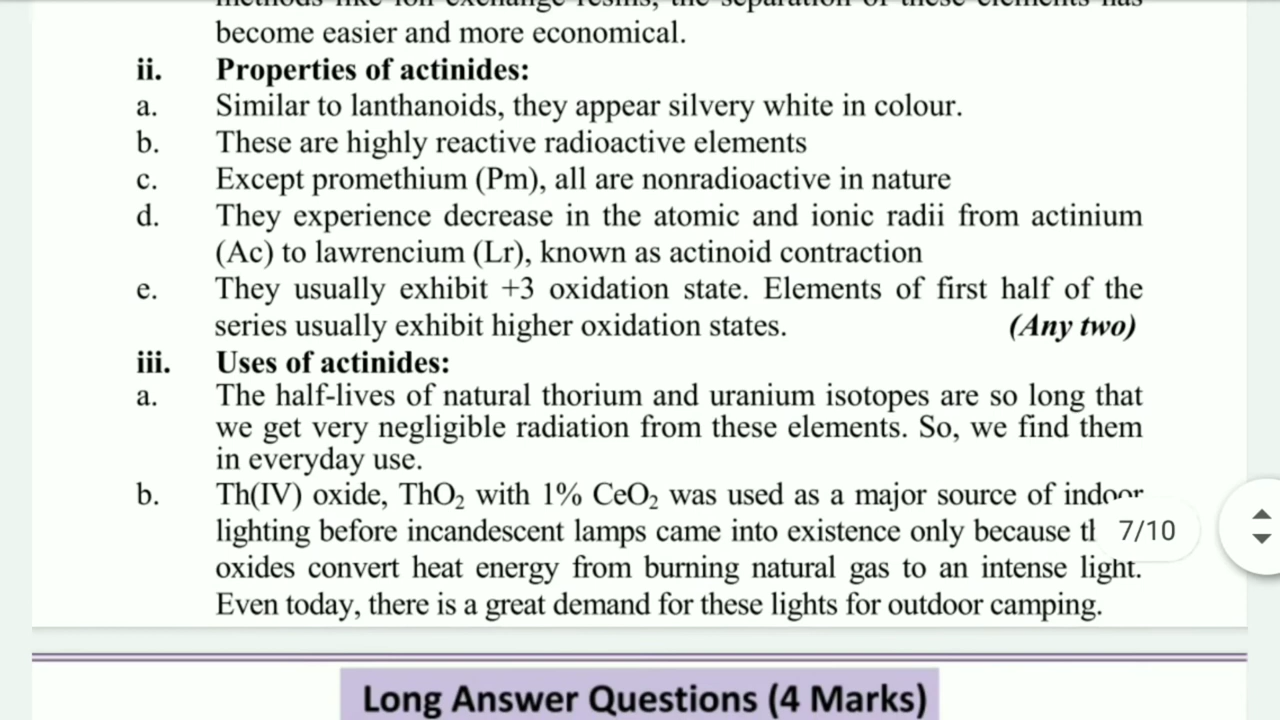 become easier and more economical.
ii. Properties of actinides:
a. Similar to lanthanoids, they appear silvery white in colour.
b. These are highly reactive radioactive elements
c. Except promethium (Pm), all are nonradioactive in nature
d. They experience decrease in the atomic and ionic radii from actinium
(Ac) to lawrencium (Lr), known as actinoid contraction
e. They usually exhibit +3 oxidation state. Elements of first half of the
series usually exhibit higher oxidation states. (Any two)
iii. Uses of actinides:
a. The half-lives of natural thorium and uranium isotopes are so long that
we get very negligible radiation from these elements. So, we find them
in everyday use.
b. Th(IV) oxide, ThO₂ with 1% CeO₂ was used as a major source of indoor
lighting before incandescent lamps came into existence only because
7/10
oxides convert heat energy from burning natural gas to an intense light.
Even today, there is a great demand for these lights for outdoor camping.
Long Answer Questions (4 Marks)